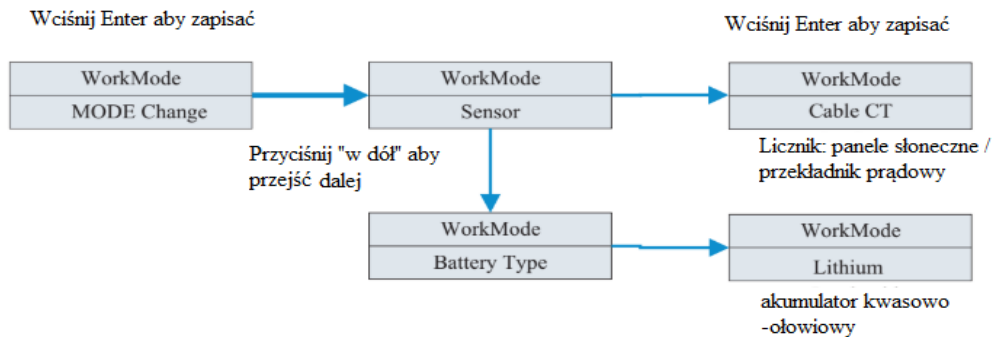 Wciśnij Enter aby zapisać
Wciśnij Enter aby zapisać
WorkMode
MODE Change
WorkMode
Sensor
WorkMode
Cable CT
Przyciśnij "w dół" aby
przejść dalej
Licznik: panele słoneczne /
przekładnik prądowy
WorkMode
Battery Type
WorkMode
Lithium
akumulator kwasowo
-ołowiowy